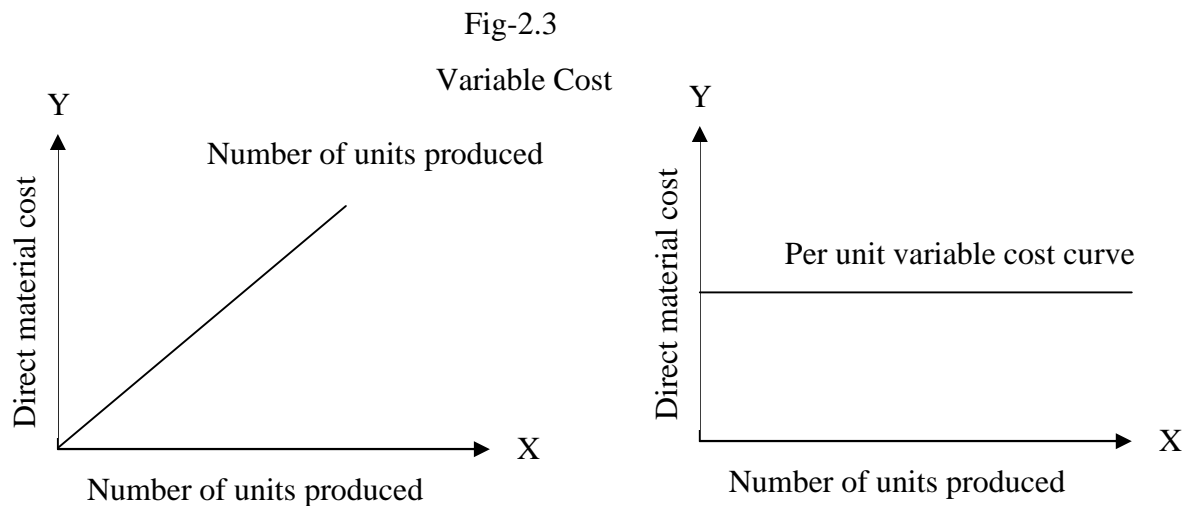 Fig-2.3
Variable Cost
Y
Number of units produced
Direct material cost
X
Number of units produced
Y
Per unit variable cost curve
Direct material cost
X
Number of units produced